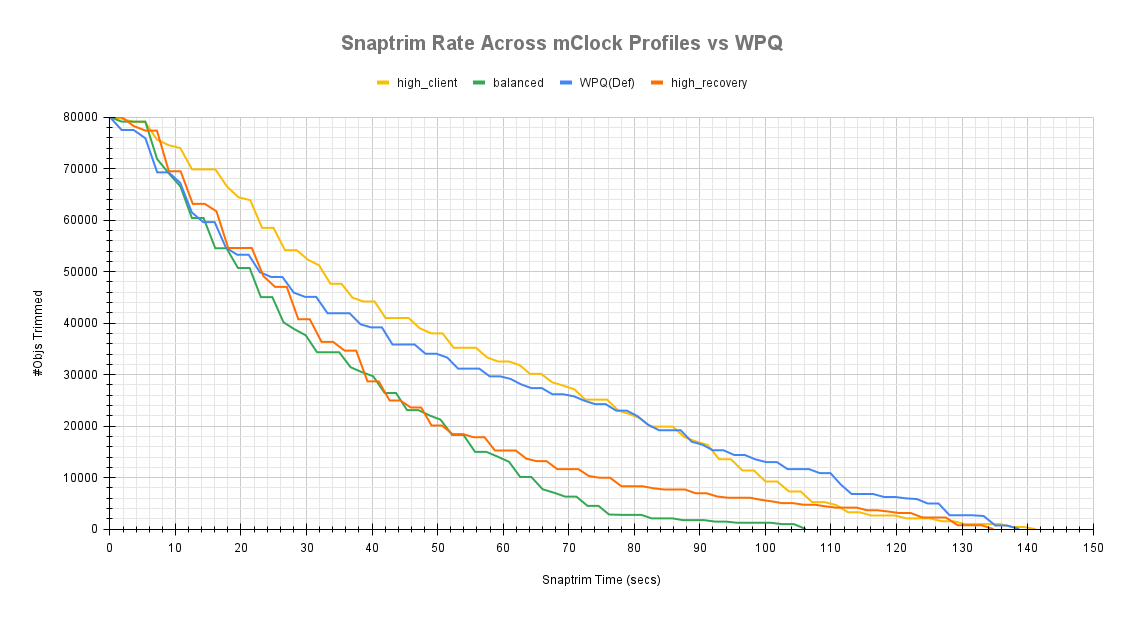 Snaptrim Rate Across mClock Profiles vs WPQ
high_client balanced WPQ(Def) high_recovery
80000
70000
60000
50000
40000
30000
20000
10000
0
#Objs Trimmed
0 10 20 30 40 50 60 70 80 90 100 110 120 130 140 150
Snaptrim Time (secs)